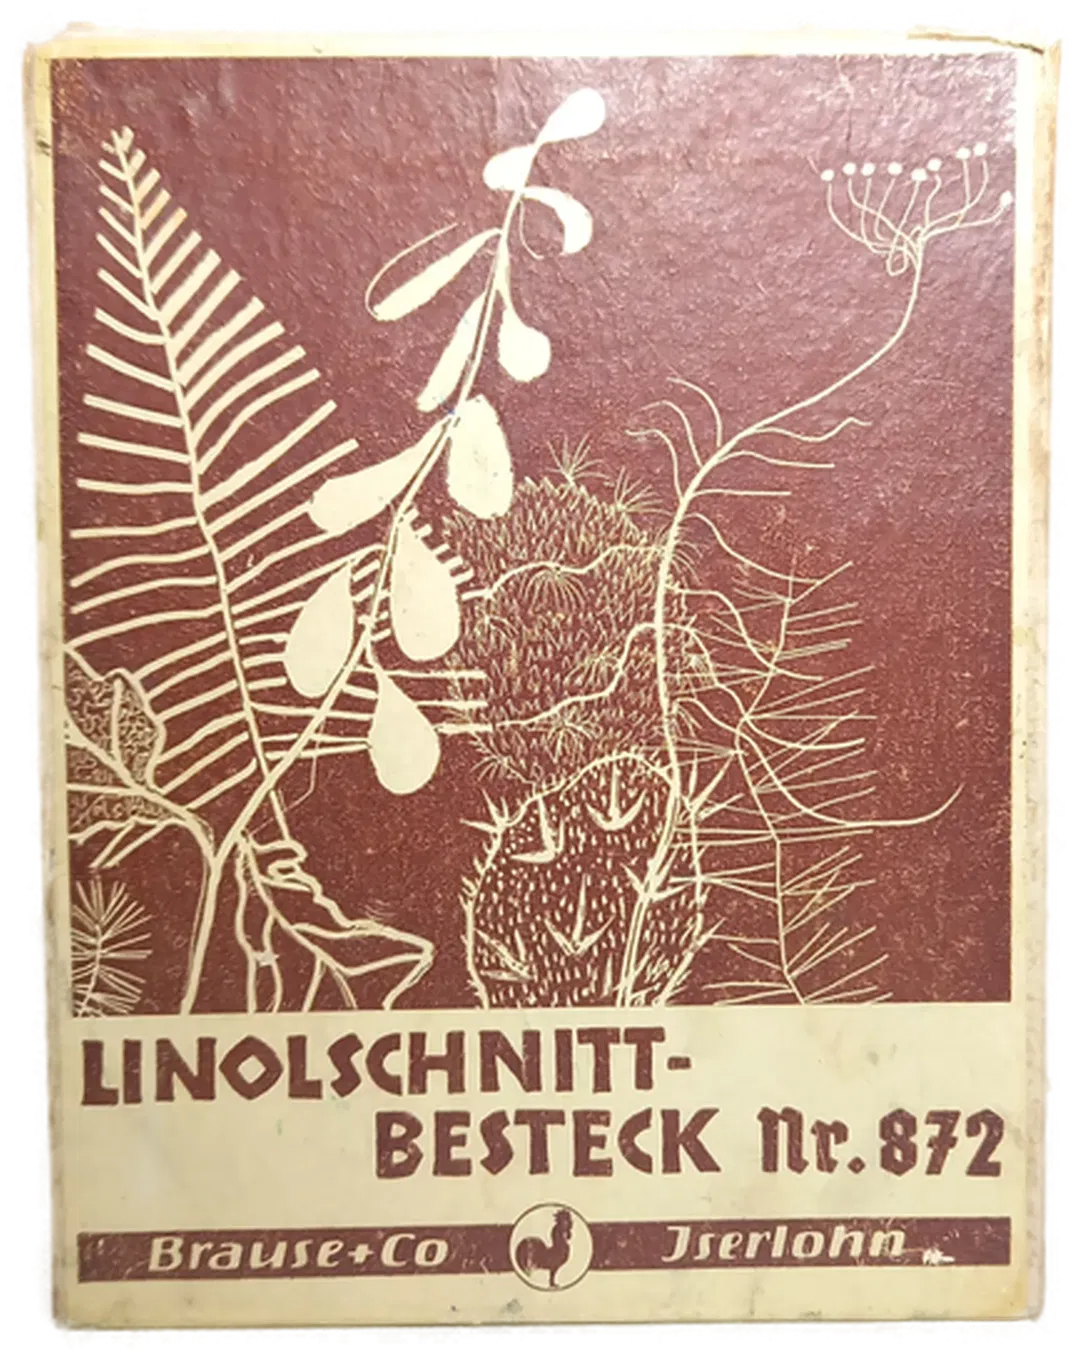 LINOLSCHNITT-
BESTECK Nr. 872
Brause+Co Iserlohn